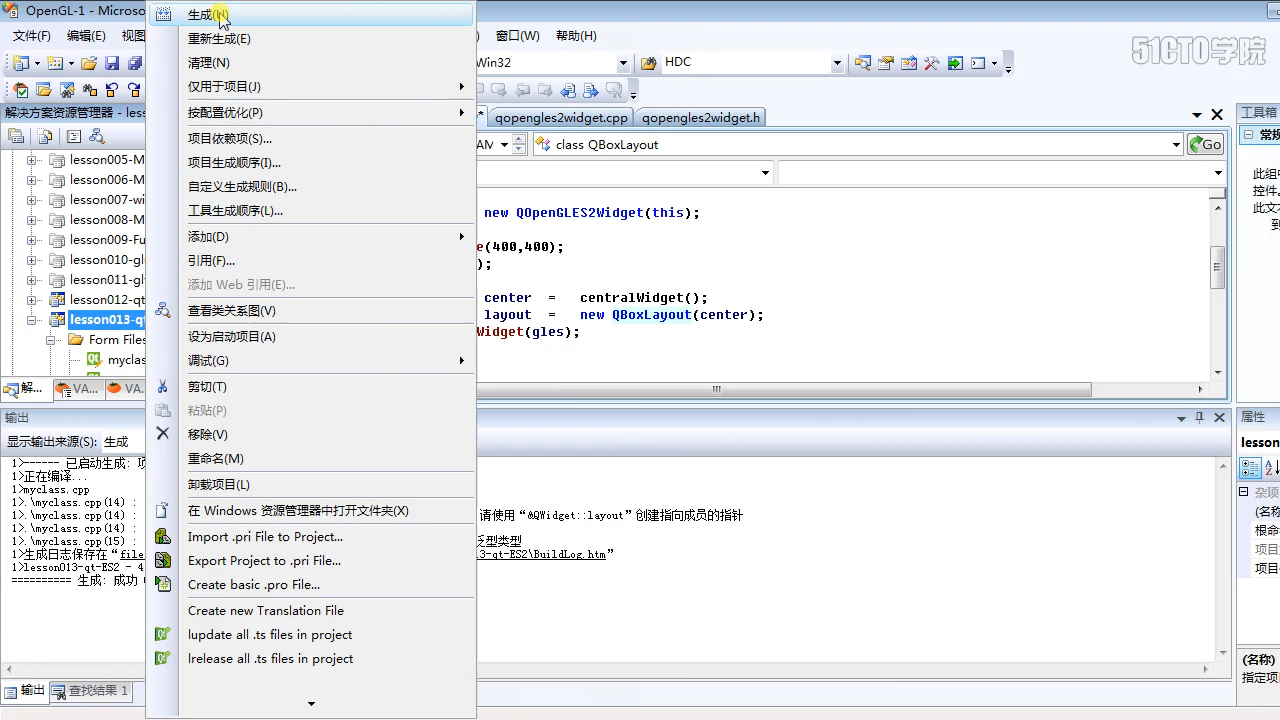 OpenGL-1 - Microso
文件(F) 编辑(E) 视图
窗口(W) 帮助(H)
51CTO学院
Win32
HDC
解决方案资源管理器 - les
qopengles2widget.cpp
qopengles2widget.h
工具箱
class QBoxLayout
Go
常规
此组中
控件。
此文本
到
lesson005-M
lesson006-M
lesson007-wi
lesson008-M
lesson009-Fu
lesson010-gl
lesson011-gl
lesson012-qt
lesson013-qt
Form Files
myclas
生成(N)
重新生成(E)
清理(N)
仅用于项目(J)
按配置优化(P)
项目依赖项(S)...
项目生成顺序(I)...
自定义生成规则(B)...
工具生成顺序(L)...
添加(D)
引用(F)...
添加 Web 引用(E)...
查看类关系图(V)
设为启动项目(A)
调试(G)
剪切(T)
粘贴(P)
移除(V)
重命名(M)
卸载项目(L)
在 Windows 资源管理器中打开文件夹(X)
Import .pri File to Project...
Export Project to .pri File...
Create basic .pro File...
Create new Translation File
lupdate all .ts files in project
lrelease all .ts files in project
new QOpenGLES2Widget(this);
e(400,400);
);
center = centralWidget();
layout = new QBoxLayout(center);
Widget(gles);
解... VA... VA
输出
显示输出来源(S): 生成
1>------ 已启动生成: 项
1>正在编译...
1>myclass.cpp
1>.\myclass.cpp(14) :
1>.\myclass.cpp(14) :
请使用“&QWidget::layout”创建指向成员的指针
1>.\myclass.cpp(14) :
1>.\myclass.cpp(15) :
泛型类型
1>生成日志保存在“file
3-qt-ES2\BuildLog.htm”
1>lesson013-qt-ES2 - 4
========== 生成: 成功
输出 查找结果 1
属性
lesson
杂项
(名称
根命
项目
项目
(名称)
指定项